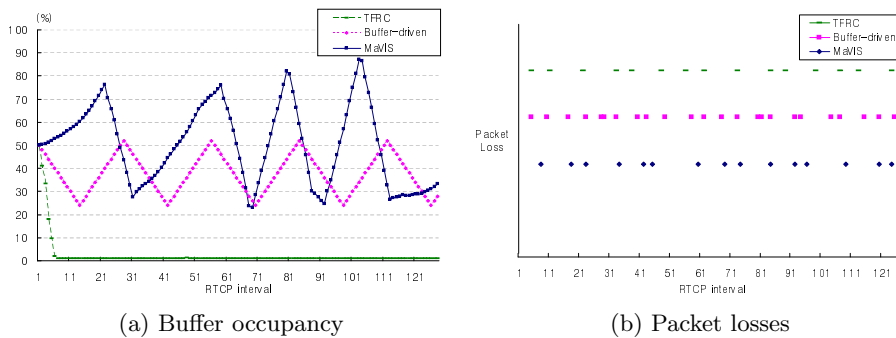 (%)
TFRC
Buffer-driven
MaVIS
100
90
80
70
60
50
40
30
20
10
0
1 11 21 31 41 51 61 71 81 91 101 111 121
RTCP interval
(a) Buffer occupancy
TFRC
Buffer-driven
MaVIS
Packet
Loss
1 11 21 31 41 51 61 71 81 91 101 111 121
RTCP interval
(b) Packet losses